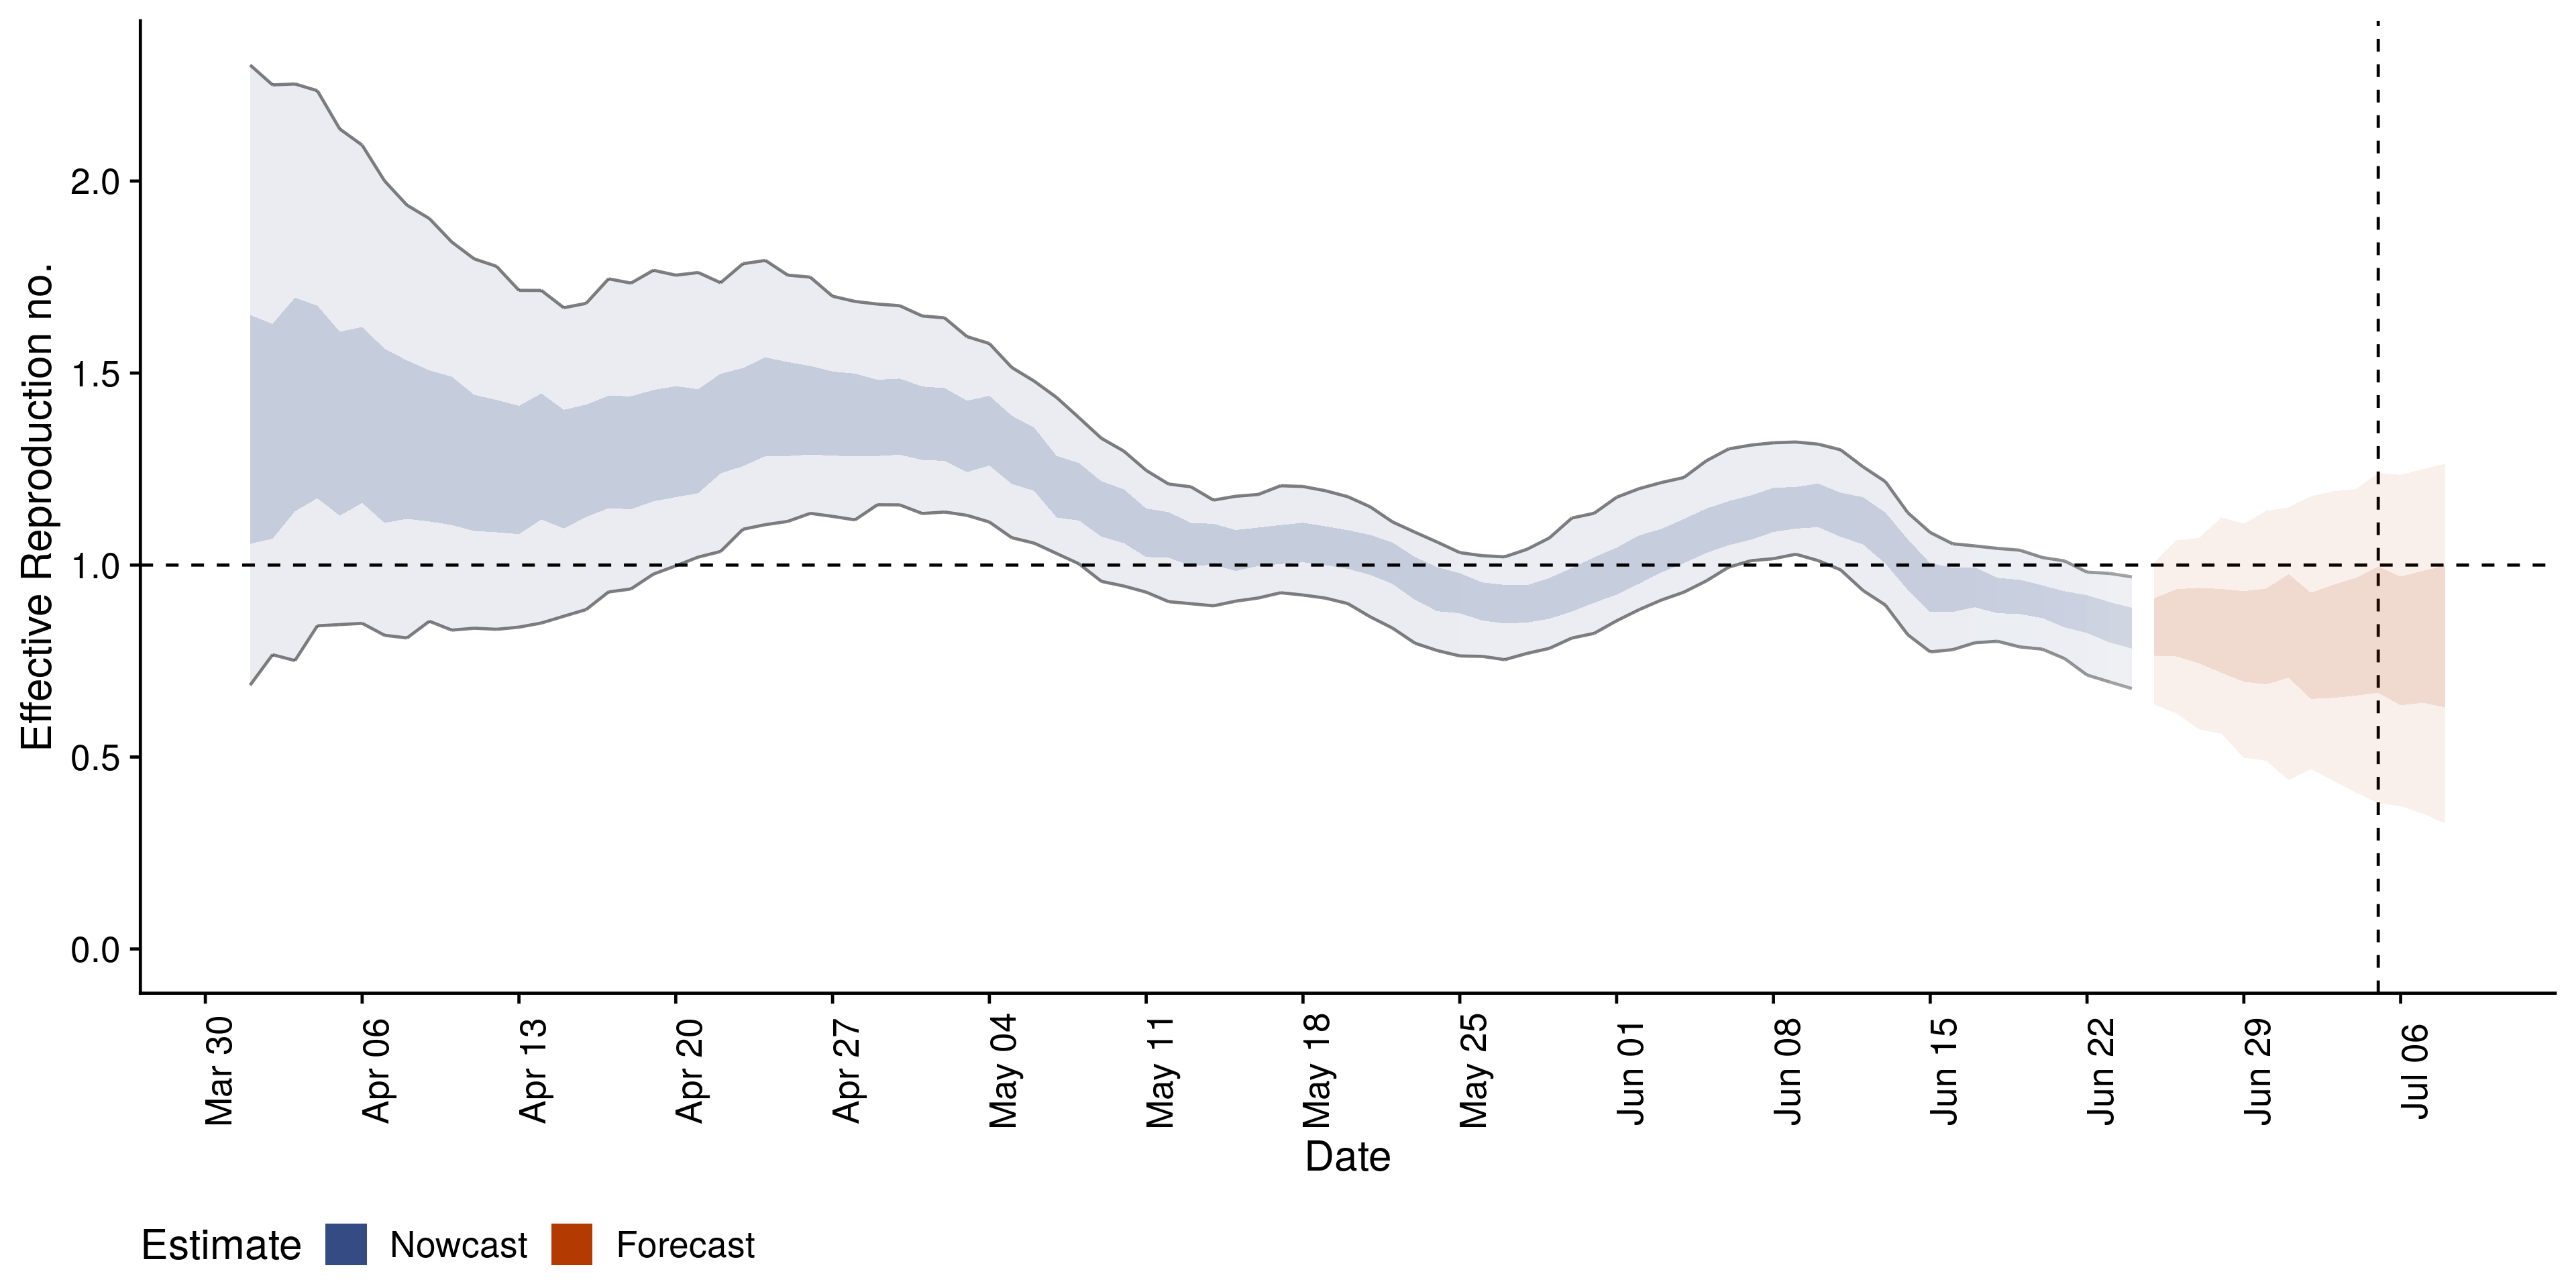 Effective Reproduction no.
2.0
1.5
1.0
0.5
0.0
Mar 30
Apr 06
Apr 13
Apr 20
Apr 27
May 04
May 11
May 18
May 25
Jun 01
Jun 08
Jun 15
Jun 22
Jun 29
Jul 06
Date
Estimate Nowcast Forecast